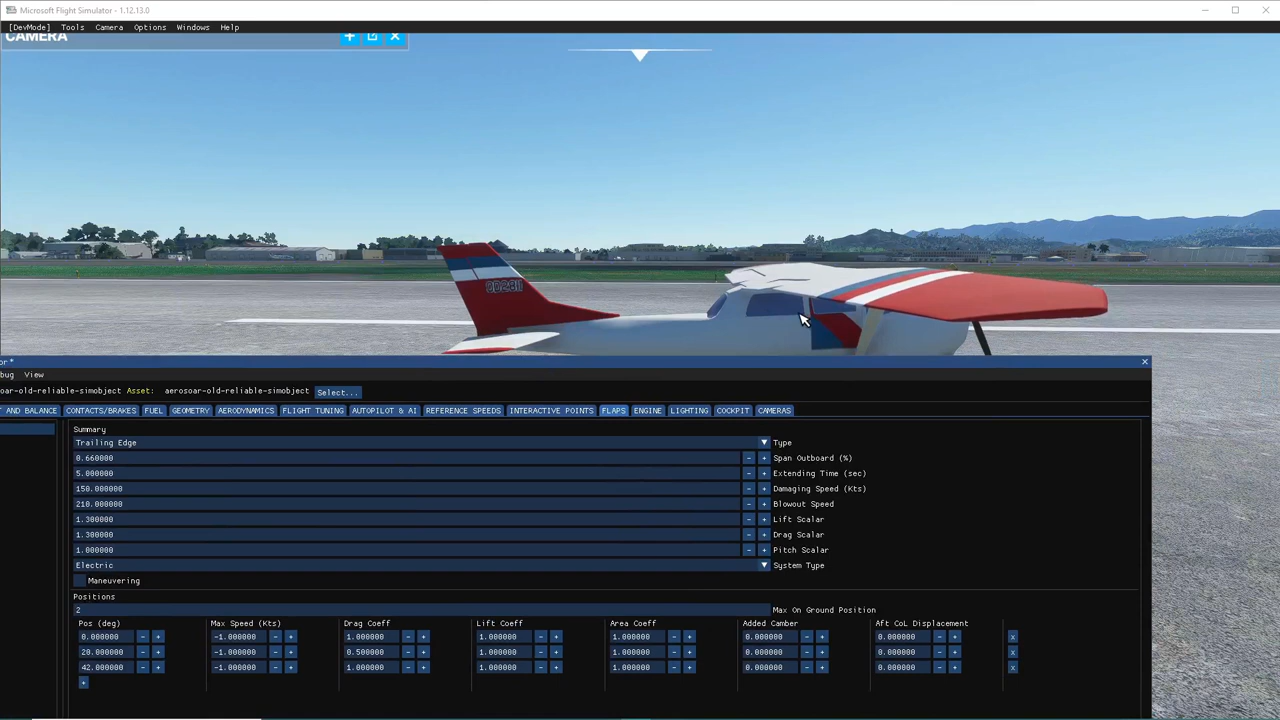 Microsoft Flight Simulator - 1.12.13.0
[DevMode] Tools Camera Options Windows Help
CAMERA
or *
bug View
soar-old-reliable-simobject Asset: aerosoar-old-reliable-simobject Select...
T AND BALANCE CONTACTS/BRAKES FUEL GEOMETRY AERODYNAMICS FLIGHT TUNING AUTOPILOT & AI REFERENCE SPEEDS INTERACTIVE POINTS FLAPS ENGINE LIGHTING COCKPIT CAMERAS
Summary
Trailing Edge Type
0.660000 - + Span Outboard (%)
5.000000 - + Extending Time (sec)
150.000000 - + Damaging Speed (Kts)
210.000000 - + Blowout Speed
1.300000 - + Lift Scalar
1.300000 - + Drag Scalar
1.000000 - + Pitch Scalar
Electric System Type
Maneuvering
Positions
2 Max On Ground Position
Pos (deg) Max Speed (Kts) Drag Coeff Lift Coeff Area Coeff Added Camber Aft CoL Displacement
0.000000 - + -1.000000 - + 1.000000 - + 1.000000 - + 1.000000 - + 0.000000 - + 0.000000 - + x
20.000000 - + -1.000000 - + 0.500000 - + 1.000000 - + 1.000000 - + 0.000000 - + 0.000000 - + x
42.000000 - + -1.000000 - + 1.000000 - + 1.000000 - + 1.000000 - + 0.000000 - + 0.000000 - + x
+